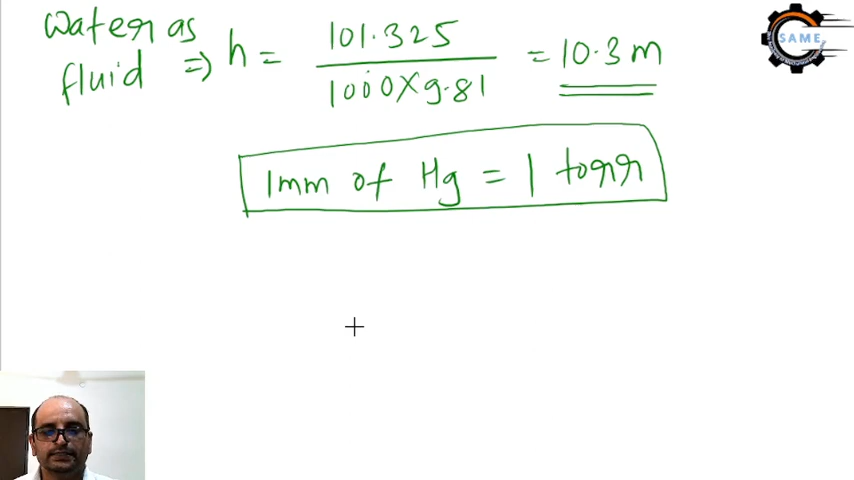 Water as
fluid ⇒ h = 101.325 / 1000×9.81 = 10.3 m
1mm of Hg = 1 torr
SAME